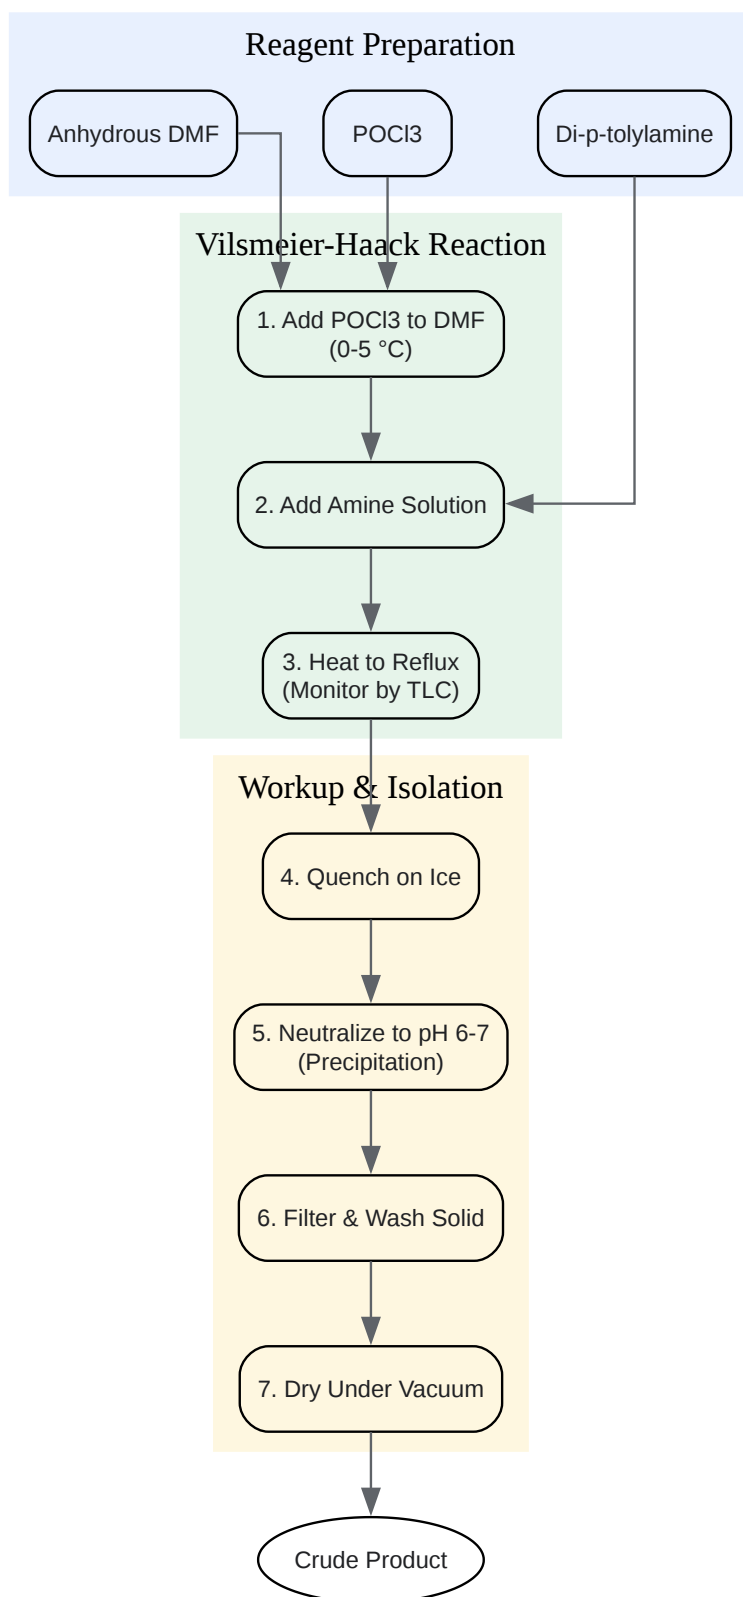 Reagent Preparation
Anhydrous DMF
POCl3
Di-p-tolylamine
Vilsmeier-Haack Reaction
1. Add POCl3 to DMF
(0-5 °C)
2. Add Amine Solution
3. Heat to Reflux
(Monitor by TLC)
Workup & Isolation
4. Quench on Ice
5. Neutralize to pH 6-7
(Precipitation)
6. Filter & Wash Solid
7. Dry Under Vacuum
Crude Product